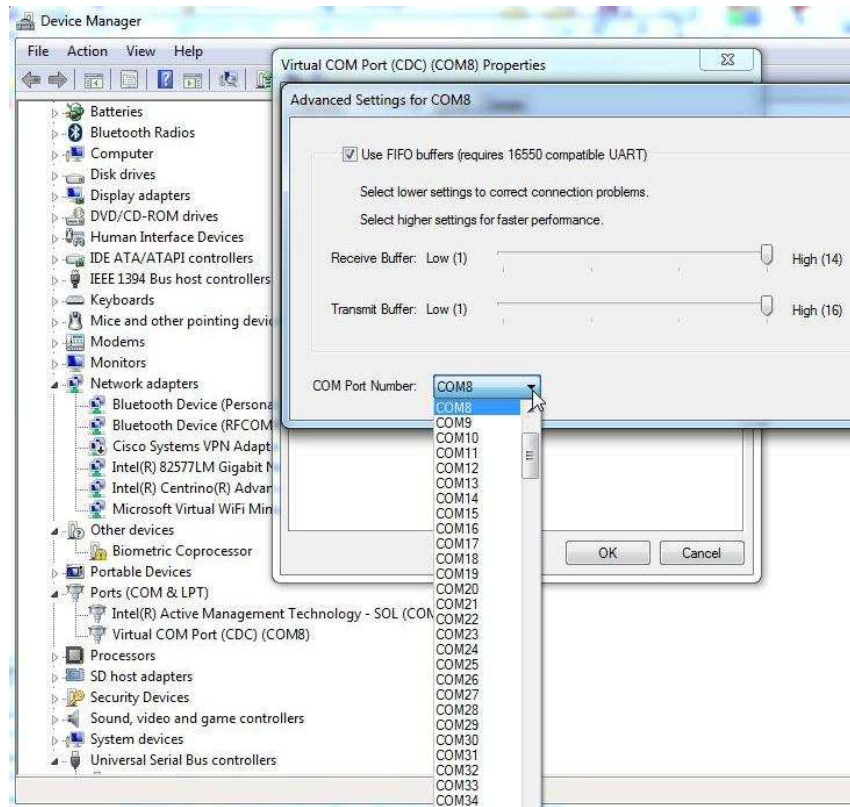 Device Manager
File Action View Help
Batteries
Bluetooth Radios
Computer
Disk drives
Display adapters
DVD/CD-ROM drives
Human Interface Devices
IDE ATA/ATAPI controllers
IEEE 1394 Bus host controllers
Keyboards
Mice and other pointing devic
Modems
Monitors
Network adapters
Bluetooth Device (Persona
Bluetooth Device (RFCOM
Cisco Systems VPN Adapt
Intel(R) 82577LM Gigabit N
Intel(R) Centrino(R) Advan
Microsoft Virtual WiFi Min
Other devices
Biometric Coprocessor
Portable Devices
Ports (COM & LPT)
Intel(R) Active Management Technology - SOL (COM
Virtual COM Port (CDC) (COM8)
Processors
SD host adapters
Security Devices
Sound, video and game controllers
System devices
Universal Serial Bus controllers
Virtual COM Port (CDC) (COM8) Properties
Advanced Settings for COM8
Use FIFO buffers (requires 16550 compatible UART)
Select lower settings to correct connection problems.
Select higher settings for faster performance.
Receive Buffer: Low (1) High (14)
Transmit Buffer: Low (1) High (16)
COM Port Number: COM8
COM8
COM9
COM10
COM11
COM12
COM13
COM14
COM15
COM16
COM17
COM18
COM19
COM20
COM21
COM22
COM23
COM24
COM25
COM26
COM27
COM28
COM29
COM30
COM31
COM32
COM33
COM34
OK Cancel